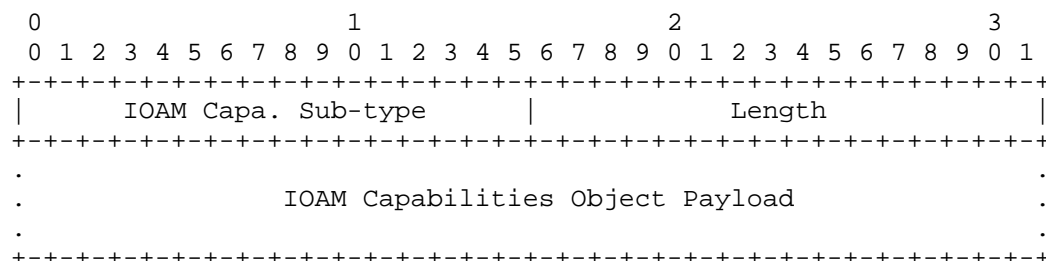 0                   1                   2                   3
 0 1 2 3 4 5 6 7 8 9 0 1 2 3 4 5 6 7 8 9 0 1 2 3 4 5 6 7 8 9 0 1
+-+-+-+-+-+-+-+-+-+-+-+-+-+-+-+-+-+-+-+-+-+-+-+-+-+-+-+-+-+-+-+-+
|      IOAM Capa. Sub-type      |            Length             |
+-+-+-+-+-+-+-+-+-+-+-+-+-+-+-+-+-+-+-+-+-+-+-+-+-+-+-+-+-+-+-+-+
.                                                               .
.                IOAM Capabilities Object Payload               .
.                                                               .
+-+-+-+-+-+-+-+-+-+-+-+-+-+-+-+-+-+-+-+-+-+-+-+-+-+-+-+-+-+-+-+-+